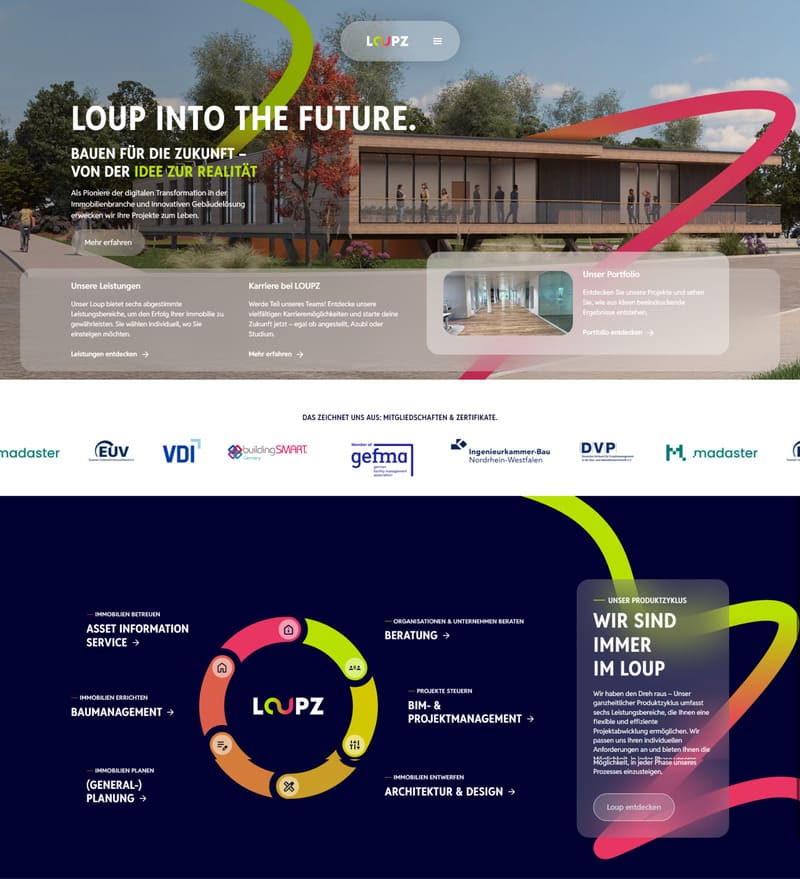 LOUPZ
LOUP INTO THE FUTURE.
BAUEN FÜR DIE ZUKUNFT –
VON DER IDEE ZUR REALITÄT
Als Pioniere der digitalen Transformation in der
Immobilienbranche und innovativen Gebäudelösung
erwecken wir Ihre Projekte zum Leben.
Mehr erfahren
Unsere Leistungen
Unser Loup bietet sechs abgestimmte
Leistungsbereiche, um den Erfolg Ihrer Immobilie zu
gewährleisten. Sie wählen individuell, wo Sie
einsteigen möchten.
Leistungen entdecken →
Karriere bei LOUPZ
Werde Teil unseres Teams! Entdecke unsere
vielfältigen Karrieremöglichkeiten und starte deine
Zukunft jetzt – egal ob angestellt, Azubi oder
Studium.
Mehr erfahren →
Unser Portfolio
Entdecken Sie unsere Projekte und sehen
Sie, wie aus Ideen beeindruckende
Ergebnisse entstehen.
Portfolio entdecken →
DAS ZEICHNET UNS AUS: MITGLIEDSCHAFTEN & ZERTIFIKATE.
madaster
EÜV
VDI
buildingSMART
Germany
Member of
gefma
german
facility management
association
Ingenieurkammer-Bau
Nordrhein-Westfalen
DVP
madaster
— IMMOBILIEN BETREUEN
ASSET INFORMATION
SERVICE →
— IMMOBILIEN ERRICHTEN
BAUMANAGEMENT →
— IMMOBILIEN PLANEN
(GENERAL-)
PLANUNG →
LOUPZ
— ORGANISATIONEN & UNTERNEHMEN BERATEN
BERATUNG →
— PROJEKTE STEUERN
BIM- &
PROJEKTMANAGEMENT →
— IMMOBILIEN ENTWERFEN
ARCHITEKTUR & DESIGN →
— UNSER PRODUKTZYKLUS
WIR SIND
IMMER
IM LOUP
Wir haben den Dreh raus – Unser
ganzheitlicher Produktzyklus umfasst
sechs Leistungsbereiche, die Ihnen eine
flexible und effiziente
Projektabwicklung ermöglichen. Wir
passen uns Ihren individuellen
Anforderungen an und bieten Ihnen die
Möglichkeit, in jeder Phase unseres
Prozesses einzusteigen.
Loup entdecken